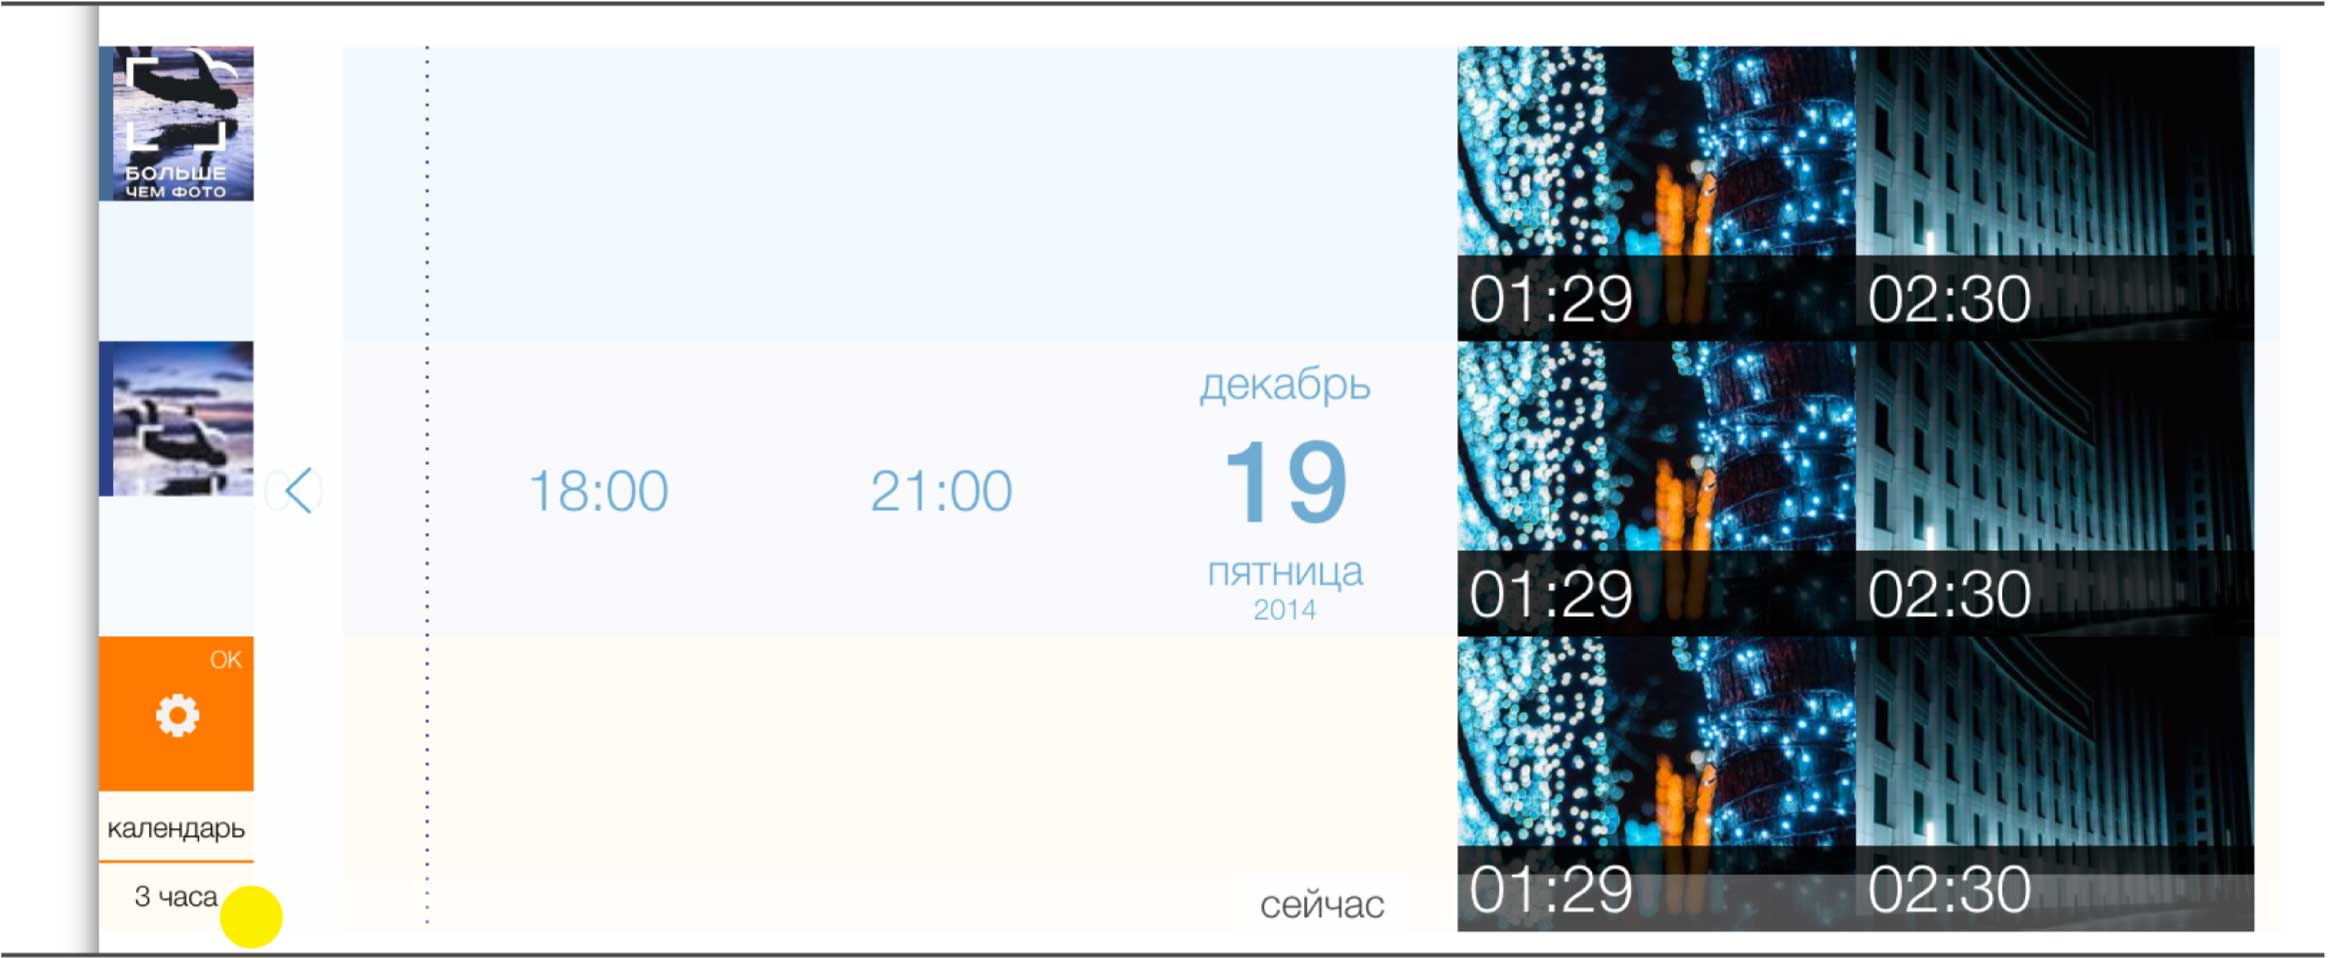 БОЛЬШЕ
ЧЕМ ФОТО
01:29
02:30
18:00
21:00
декабрь
19
пятница
2014
01:29
02:30
OK
календарь
3 часа
сейчас
01:29
02:30